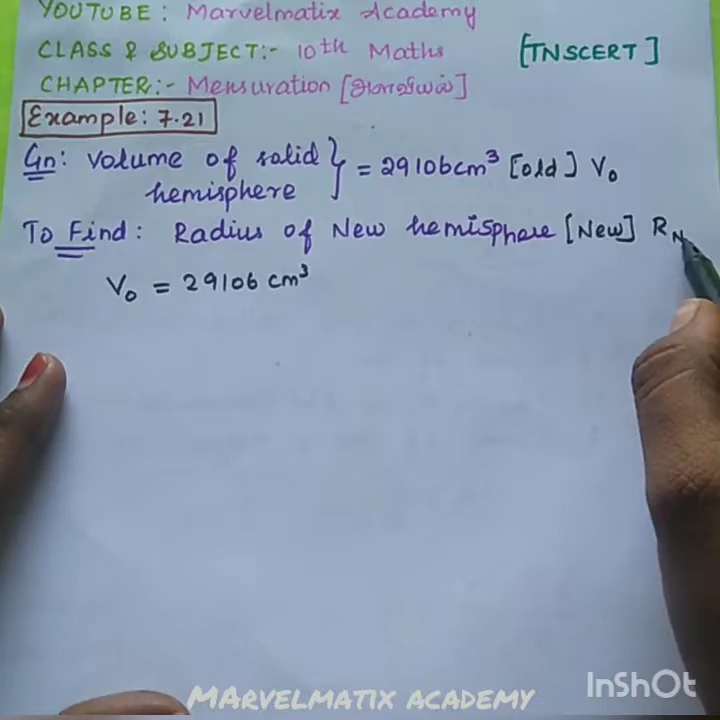 YOUTUBE: Marvelmatix Academy
CLASS & SUBJECT:- 10th Maths [TNSCERT]
CHAPTER:- Mensuration [அளவியல்]
Example: 7.21
Gn: Volume of solid hemisphere } = 29106cm³ [old] V₀
To Find: Radius of New hemisphere [New] R_N
V₀ = 29106 cm³
MARVELMATIX ACADEMY
InShOt